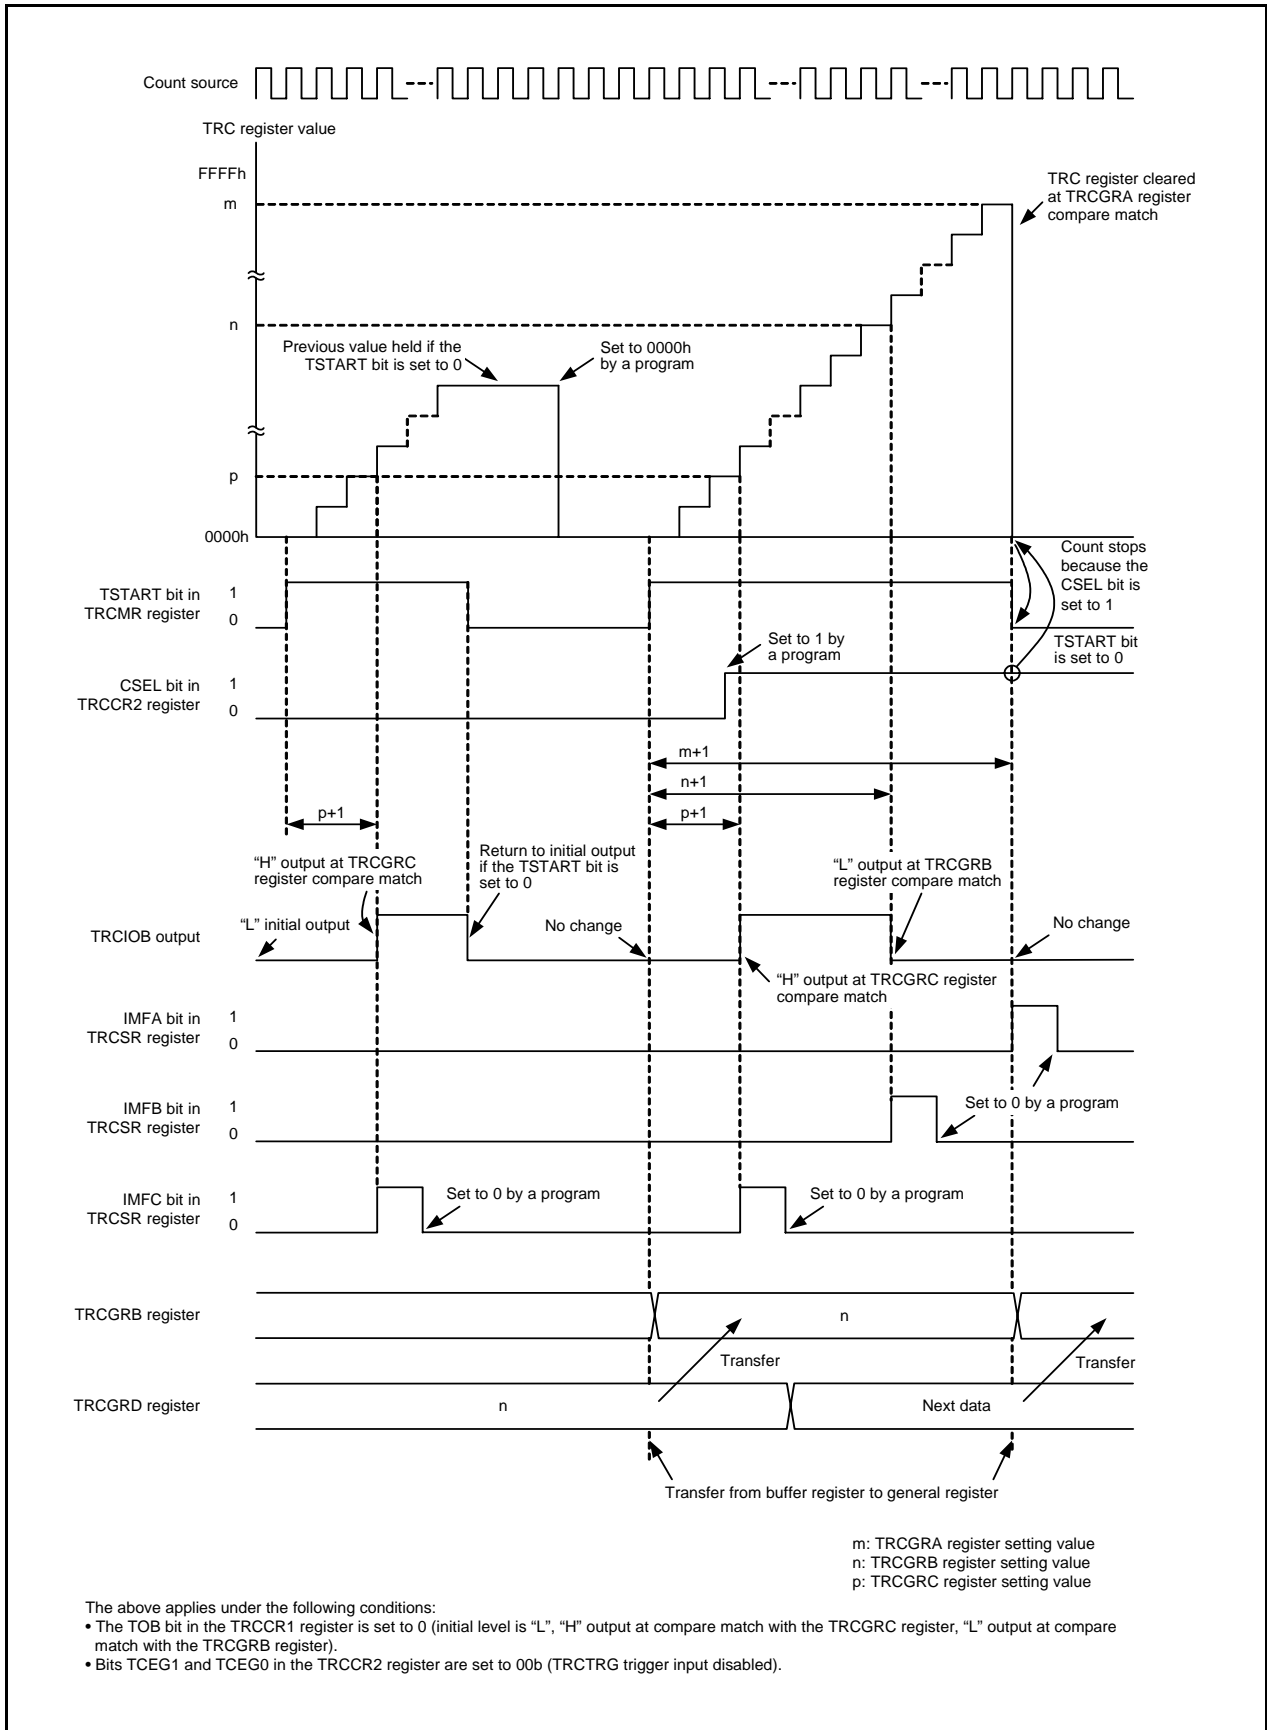 Count source
TRC register value
FFFFh
m
TRC register cleared
at TRCGRA register
compare match
n
Previous value held if the
TSTART bit is set to 0
Set to 0000h
by a program
p
0000h
Count stops
because the
CSEL bit is
set to 1
TSTART bit in
TRCMR register
1
0
TSTART bit
is set to 0
Set to 1 by
a program
CSEL bit in
TRCCR2 register
1
0
m+1
n+1
p+1
p+1
“H” output at TRCGRC
register compare match
Return to initial output
if the TSTART bit is
set to 0
“L” output at TRCGRB
register compare match
“L” initial output
No change
No change
TRCIOB output
“H” output at TRCGRC register
compare match
IMFA bit in
TRCSR register
1
0
IMFB bit in
TRCSR register
1
0
Set to 0 by a program
IMFC bit in
TRCSR register
1
0
Set to 0 by a program
Set to 0 by a program
TRCGRB register
n
Transfer
Transfer
TRCGRD register
n
Next data
Transfer from buffer register to general register
m: TRCGRA register setting value
n: TRCGRB register setting value
p: TRCGRC register setting value
The above applies under the following conditions:
• The TOB bit in the TRCCR1 register is set to 0 (initial level is “L”, “H” output at compare match with the TRCGRC register, “L” output at compare
match with the TRCGRB register).
• Bits TCEG1 and TCEG0 in the TRCCR2 register are set to 00b (TRCTRG trigger input disabled).